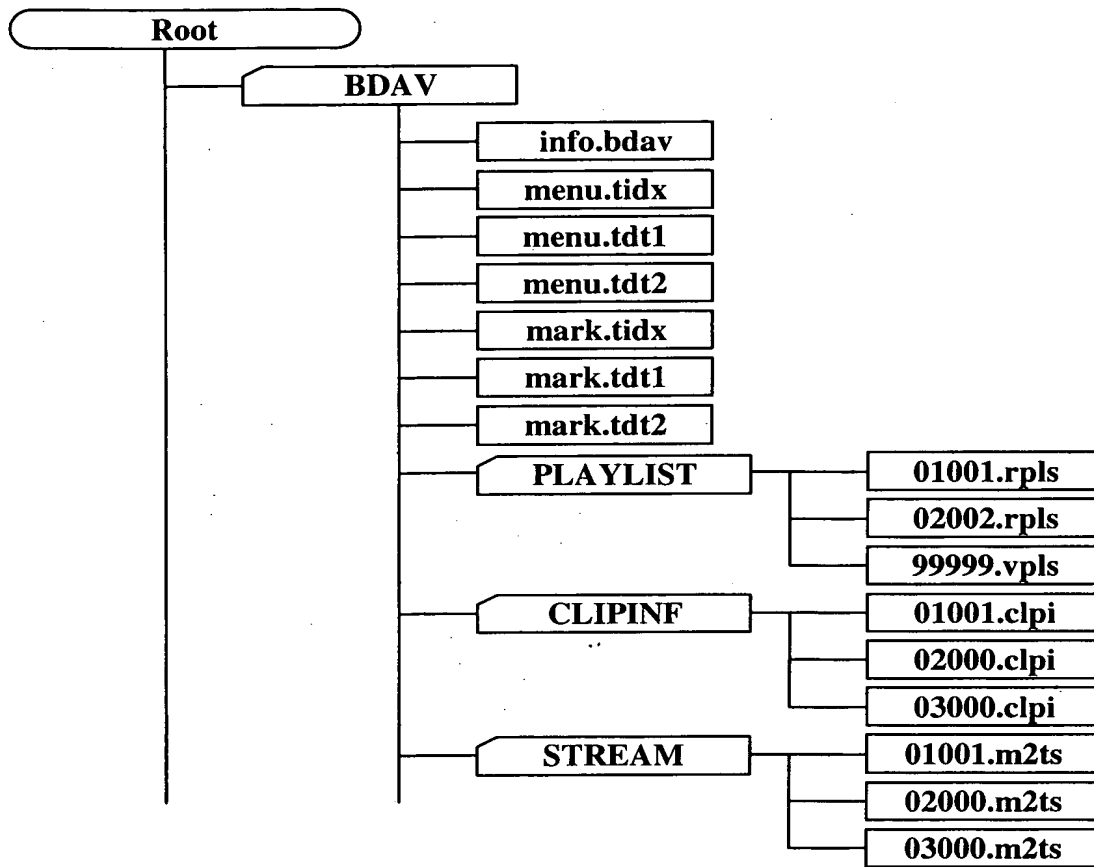 Root
BDAV
info.bdav
menu.tidx
menu.tdt1
menu.tdt2
mark.tidx
mark.tdt1
mark.tdt2
PLAYLIST
01001.rpls
02002.rpls
99999.vpls
CLIPINF
01001.clpi
02000.clpi
03000.clpi
STREAM
01001.m2ts
02000.m2ts
03000.m2ts